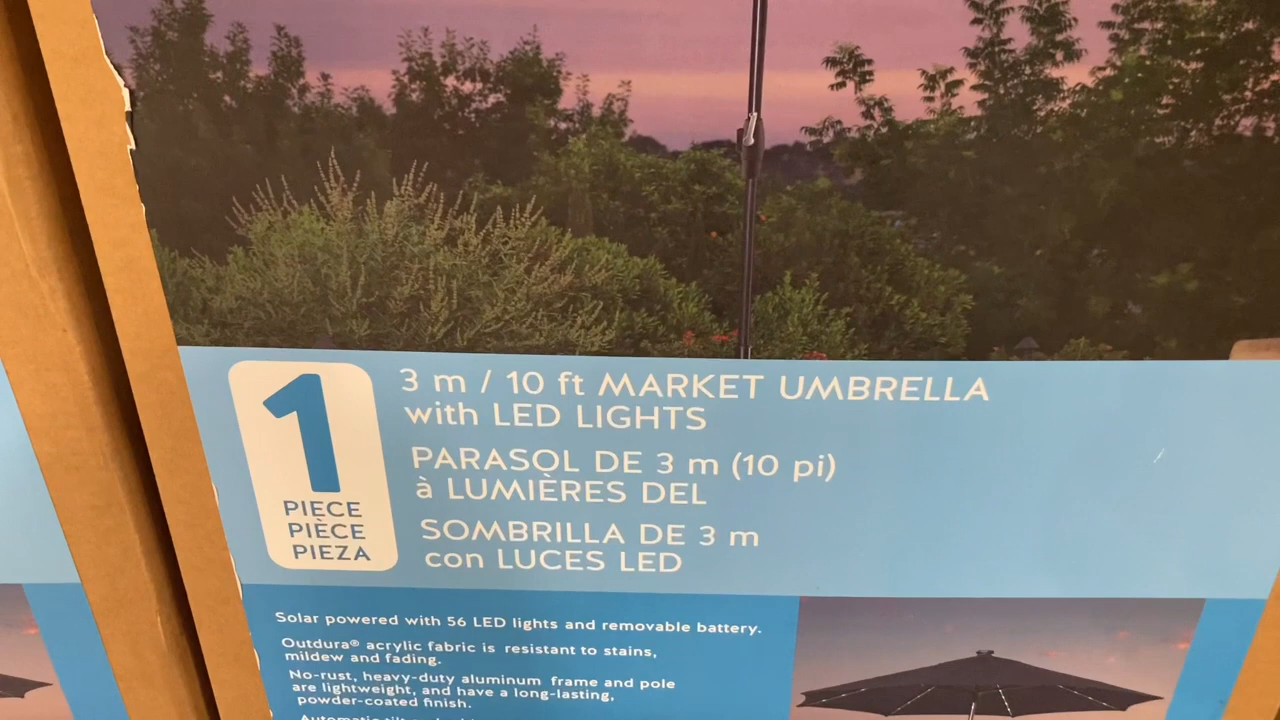 1
PIECE
PIÈCE
PIEZA
3 m / 10 ft MARKET UMBRELLA
with LED LIGHTS
PARASOL DE 3 m (10 pi)
à LUMIÈRES DEL
SOMBRILLA DE 3 m
con LUCES LED
Solar powered with 56 LED lights and removable battery.
Outdura® acrylic fabric is resistant to stains,
mildew and fading.
No-rust, heavy-duty aluminum frame and pole
are lightweight, and have a long-lasting,
powder-coated finish.
Automatic tilt